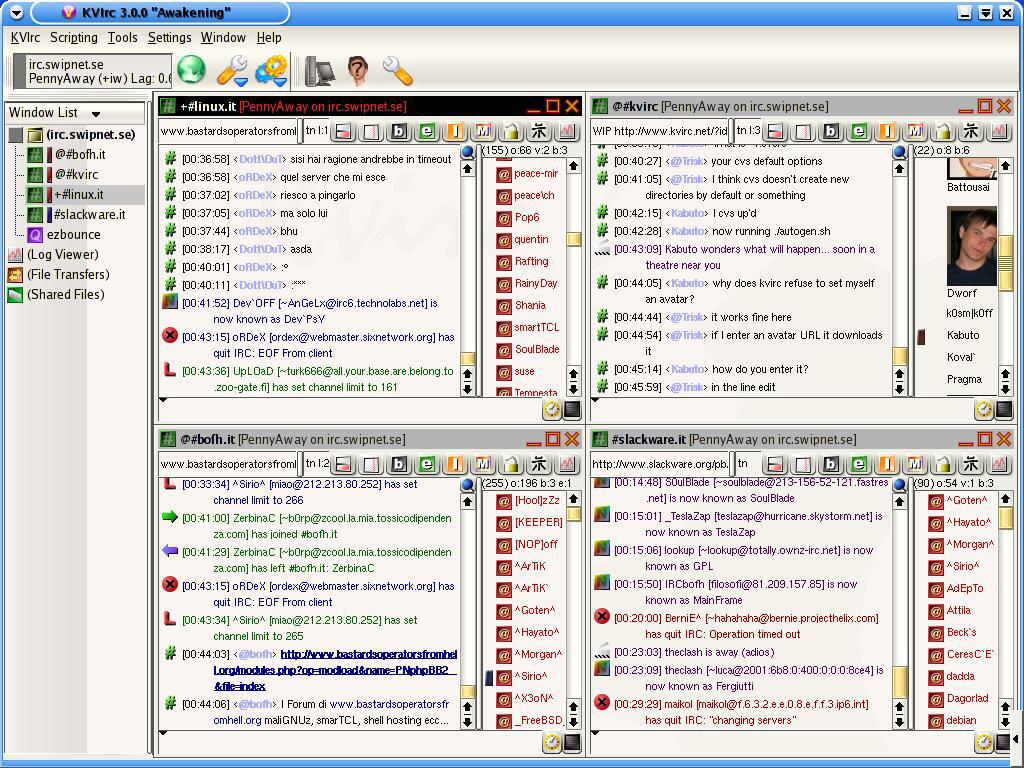 KVIrc 3.0.0 "Awakening"
KVIrc Scripting Tools Settings Window Help
irc.swipnet.se
PennyAway (+iw) Lag: 0.6
Window List
(irc.swipnet.se)
@#bofh.it
@#kvirc
+#linux.it
#slackware.it
ezbounce
(Log Viewer)
(File Transfers)
(Shared Files)
+#linux.it [PennyAway on irc.swipnet.se]
www.bastardsoperatorsfroml
tn l:1
(155) o:66 v:2 b:3
[00:36:58] <Dott0uT> sisi hai ragione andrebbe in timeout
[00:36:58] <oRDeX> quel server che mi esce
[00:37:02] <oRDeX> riesco a pingarlo
[00:37:05] <oRDeX> ma solo lui
[00:37:44] <oRDeX> bhu
[00:38:17] <Dott0uT> asda
[00:40:01] <oRDeX> :°
[00:40:11] <Dott0uT> :***
[00:41:52] Dev`OFF [~AnGeLx@irc6.technolabs.net] is
now known as Dev`PsY
[00:43:15] oRDeX [ordex@webmaster.sixnetwork.org] has
quit IRC: EOF From client
[00:43:36] UpLOaD [~turk666@all.your.base.are.belong.to
.zoo-gate.fi] has set channel limit to 161
peace-mir
peace\ch
Pop6
quentin
Rafting
RainyDay
Shania
smartTCL
SoulBlade
suse
Tempesta
@#kvirc [PennyAway on irc.swipnet.se]
WIP http://www.kvirc.net/?id
tn l:3
(22) o:8 b:6
[00:40:27] <@Trisk> your cvs default options
[00:41:05] <@Trisk> I think cvs doesn't create new
directories by default or something
[00:42:15] <Kabuto> I cvs up'd
[00:42:28] <Kabuto> now running ./autogen.sh
[00:43:09] Kabuto wonders what will happen... soon in a
theatre near you
[00:44:05] <Kabuto> why does kvirc refuse to set myself
an avatar?
[00:44:44] <@Trisk> it works fine here
[00:44:54] <@Trisk> if I enter an avatar URL it downloads
it
[00:45:14] <Kabuto> how do you enter it?
[00:45:59] <@Trisk> in the line edit
Battousai
Dworf
k0sm|k0ff
Kabuto
Koval`
Pragma
@#bofh.it [PennyAway on irc.swipnet.se]
www.bastardsoperatorsfroml
tn l:2
(255) o:196 b:3 e:1
[00:33:34] ^Sirio^ [miao@212.213.80.252] has set
channel limit to 266
[00:41:00] ZerbinaC [~b0rp@zcool.la.mia.tossicodipenden
za.com] has joined #bofh.it
[00:41:29] ZerbinaC [~b0rp@zcool.la.mia.tossicodipenden
za.com] has left #bofh.it: ZerbinaC
[00:43:15] oRDeX [ordex@webmaster.sixnetwork.org] has
quit IRC: EOF From client
[00:43:34] ^Sirio^ [miao@212.213.80.252] has set
channel limit to 265
[00:44:03] <@bofh> http://www.bastardsoperatorsfromhel
l.org/modules.php?op=modload&name=PNphpBB2_
&file=index
[00:44:06] <@bofh> I Forum di www.bastardoperatorsfr
omhell.org maliGNUz, smarTCL, shell hosting ecc...
[Hool]zZz
[KEEPER]
[NOP]off
^ArTiK
^ArTiK`
^Goten^
^Hayato^
^Morgan^
^Sirio^
^X3oN^
_FreeBSD_
#slackware.it [PennyAway on irc.swipnet.se]
http://www.slackware.org/pb.
tn
(90) o:54 v:1 b:3
[00:14:48] SoulBlade [~soulblade@213-156-52-121.fastres
.net] is now known as SoulBlade
[00:15:01] _TeslaZap [teslazap@hurricane.skystorm.net] is
now known as TeslaZap
[00:15:06] lookup [~lookup@totally.ownz-irc.net] is now
known as GPL
[00:15:50] IRCbofh [filosofi@81.209.157.85] is now
known as MainFrame
[00:20:00] BerniE^ [~hahahaha@bernie.projecthelix.com]
has quit IRC: Operation timed out
[00:23:03] theclash is away (adios)
[00:23:09] theclash [~luca@2001:6b8:0:400:0:0:0:8ce4] is
now known as Fergiutti
[00:29:29] maikol [maikol@f.6.3.2.e.e.0.8.e.f.f.3.ip6.int]
has quit IRC: "changing servers"
^Goten^
^Hayato^
^Morgan^
^Sirio^
AdEpTo
Attila
Beck`s
CeresC`E`
dadda
Dagorlad
debian